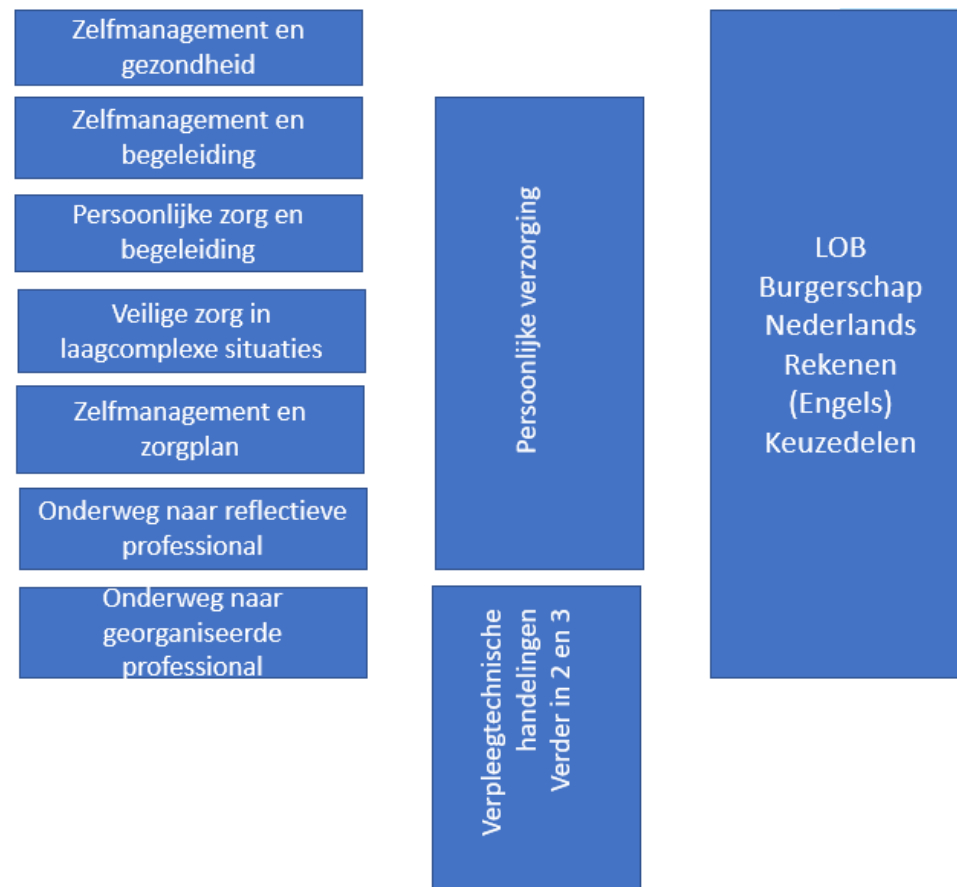 Zelfmanagement en
gezondheid
Zelfmanagement en
begeleiding
Persoonlijke zorg en
begeleiding
Veilige zorg in
laagcomplexe situaties
Zelfmanagement en
zorgplan
Onderweg naar reflectieve
professional
Onderweg naar
georganiseerde
professional
Persoonlijke verzorging
Verpleegtechnische
handelingen
Verder in 2 en 3
LOB
Burgerschap
Nederlands
Rekenen
(Engels)
Keuzedelen